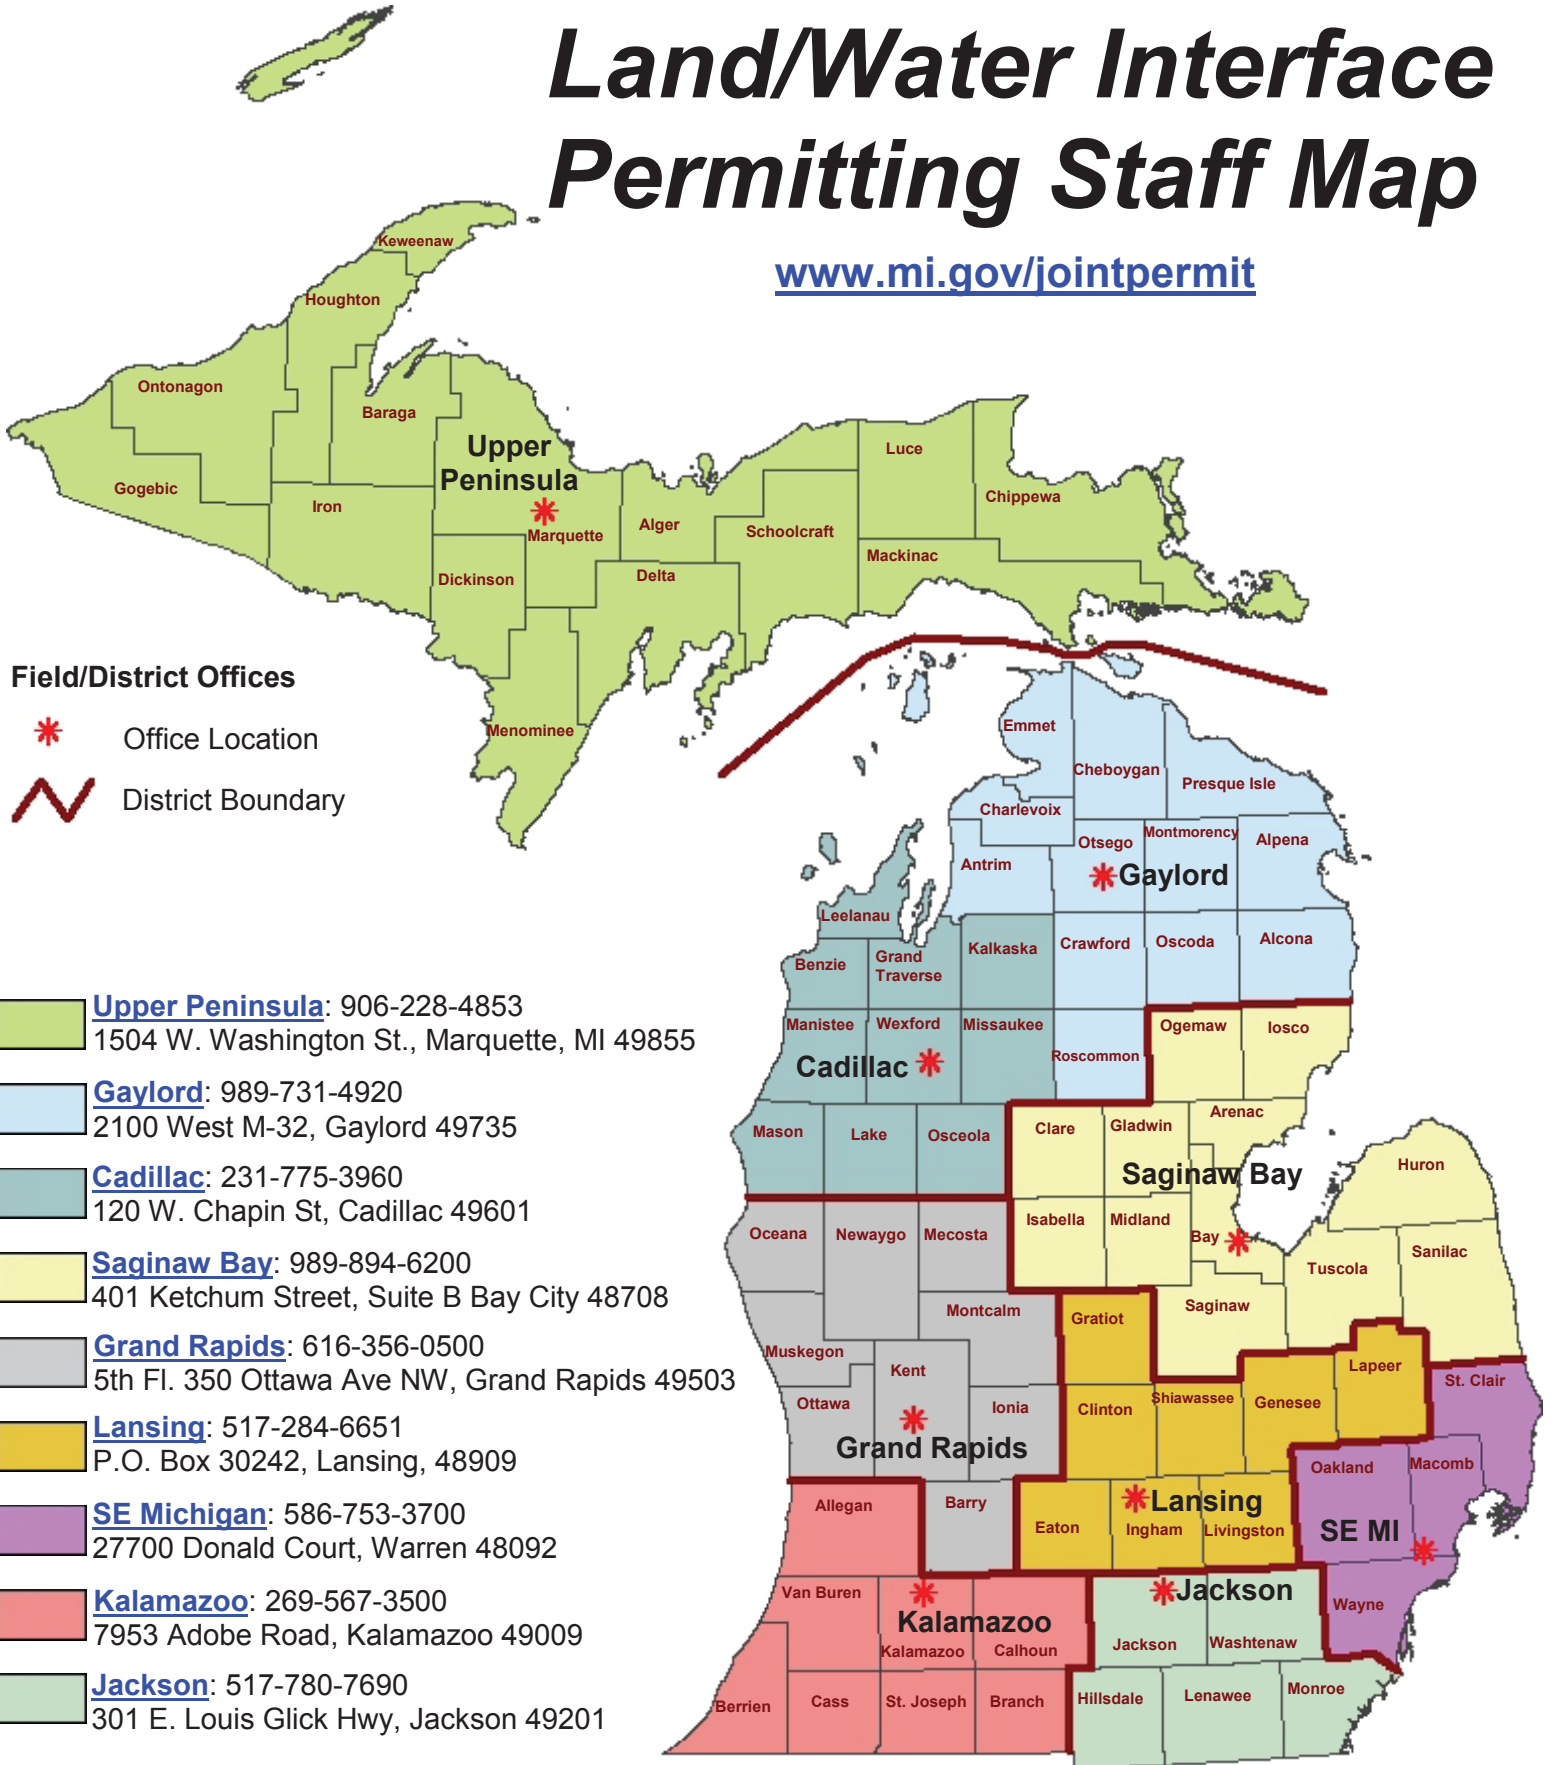 Land/Water Interface
Permitting Staff Map
www.mi.gov/jointpermit
Keweenaw
Houghton
Ontonagon
Baraga
Upper
Peninsula
Luce
Gogebic
Iron
Chippewa
Marquette
Alger
Schoolcraft
Mackinac
Dickinson
Delta
Menominee
Field/District Offices
Office Location
District Boundary
Emmet
Cheboygan
Presque Isle
Charlevoix
Otsego
Montmorency
Alpena
Antrim
Gaylord
Leelanau
Crawford
Oscoda
Alcona
Benzie
Grand
Traverse
Kalkaska
Manistee
Wexford
Missaukee
Ogemaw
Iosco
Roscommon
Cadillac
Mason
Lake
Osceola
Clare
Gladwin
Arenac
Saginaw Bay
Huron
Oceana
Newaygo
Mecosta
Isabella
Midland
Bay
Tuscola
Sanilac
Montcalm
Gratiot
Saginaw
Muskegon
Kent
Lapeer
St. Clair
Ottawa
Ionia
Clinton
Shiawassee
Genesee
Grand Rapids
Oakland
Macomb
Allegan
Barry
Lansing
Eaton
Ingham
Livingston
SE MI
Van Buren
Jackson
Wayne
Kalamazoo
Kalamazoo
Calhoun
Jackson
Washtenaw
Berrien
Cass
St. Joseph
Branch
Hillsdale
Lenawee
Monroe
Upper Peninsula: 906-228-4853
1504 W. Washington St., Marquette, MI 49855
Gaylord: 989-731-4920
2100 West M-32, Gaylord 49735
Cadillac: 231-775-3960
120 W. Chapin St, Cadillac 49601
Saginaw Bay: 989-894-6200
401 Ketchum Street, Suite B Bay City 48708
Grand Rapids: 616-356-0500
5th Fl. 350 Ottawa Ave NW, Grand Rapids 49503
Lansing: 517-284-6651
P.O. Box 30242, Lansing, 48909
SE Michigan: 586-753-3700
27700 Donald Court, Warren 48092
Kalamazoo: 269-567-3500
7953 Adobe Road, Kalamazoo 49009
Jackson: 517-780-7690
301 E. Louis Glick Hwy, Jackson 49201